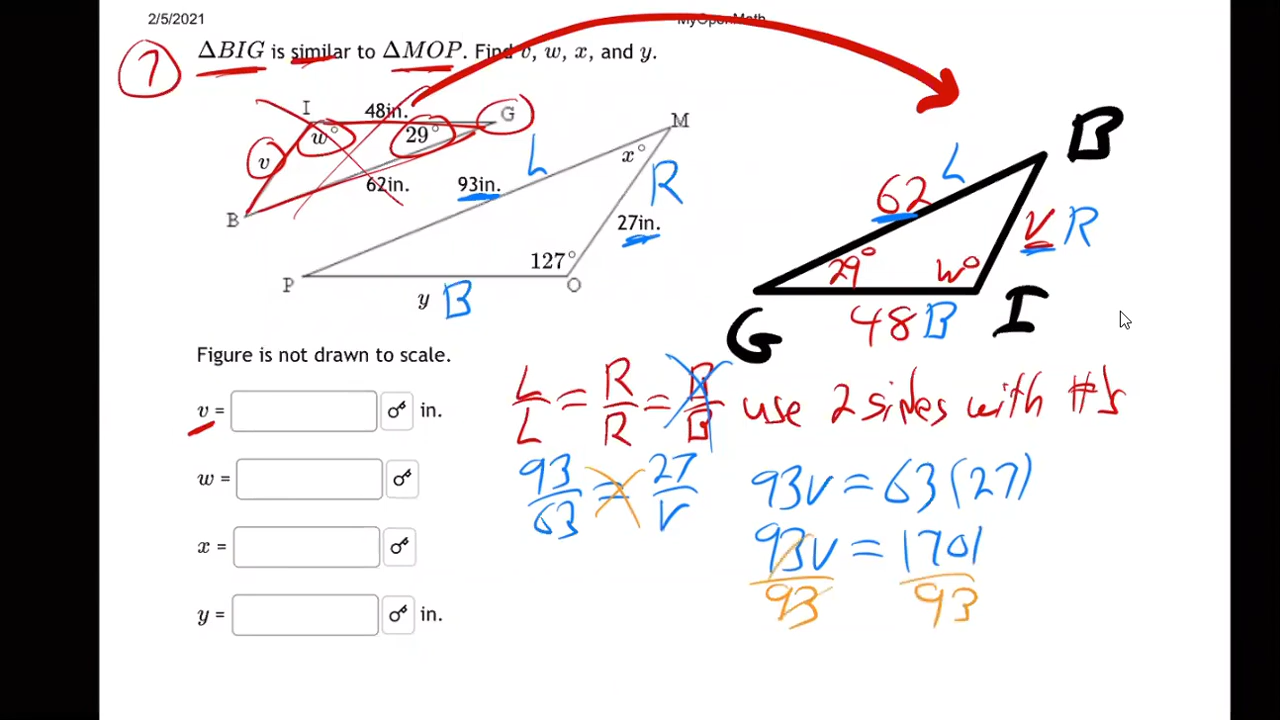 2/5/2021 MyOpenMath
7 ΔBIG is similar to ΔMOP. Find v, w, x, and y.
I 48in. G
w° 29°
v
62in.
B
M
x°
L
R
93in.
27in.
127°
P y B O
B
62 L
v R
29° w°
G 48 B I
Figure is not drawn to scale.
v = in.
w =
x =
y = in.
L/L = R/R = B/B use 2 sides with #'s
93/63 = 27/v 93v = 63(27)
93v = 1701
93 93